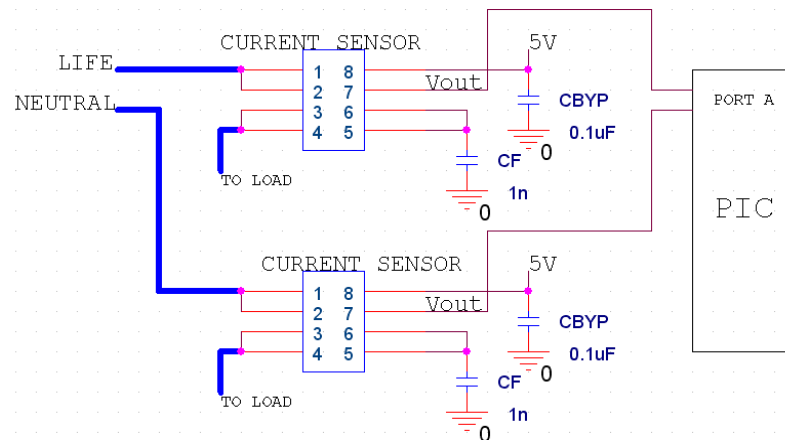 CURRENT SENSOR
5V
LIFE
1 8
2 7
Vout
NEUTRAL
3 6
4 5
CBYP
0.1uF
0
PORT A
TO LOAD
CF
1n
0
PIC
CURRENT SENSOR
5V
1 8
2 7
Vout
3 6
4 5
CBYP
0.1uF
0
TO LOAD
CF
1n
0